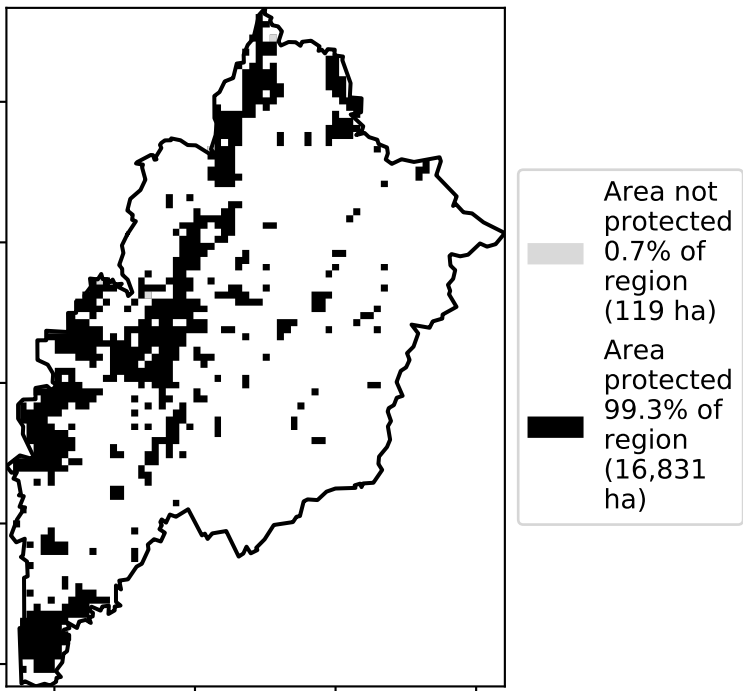 Area not
protected
0.7% of
region
(119 ha)
Area
protected
99.3% of
region
(16,831
ha)